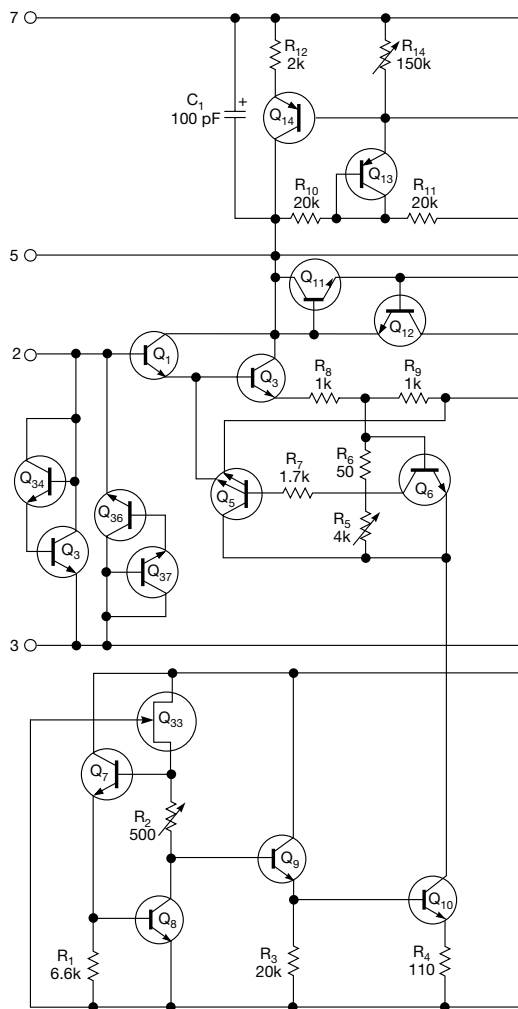 7
R12
2k
R14
150k
C1
100 pF
+
Q14
Q13
R10
20k
R11
20k
5
Q11
Q12
2
Q1
Q3
R8
1k
R9
1k
Q34
Q36
Q5
R7
1.7k
R6
50
Q6
R5
4k
Q3
Q37
3
Q33
Q7
R2
500
Q9
Q8
Q10
R1
6.6k
R3
20k
R4
110